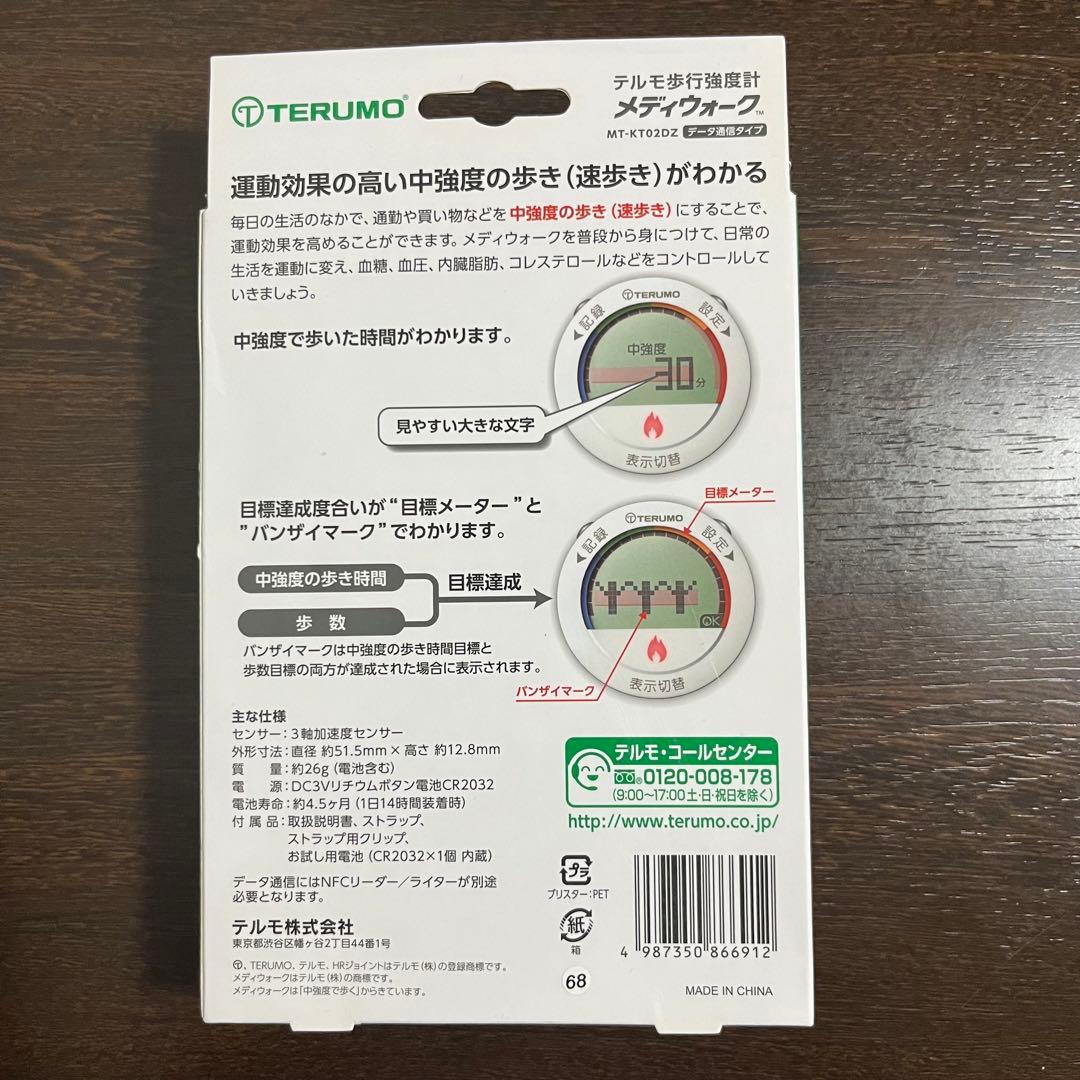 TERUMO®
テルモ歩行強度計
メディウォーク™
MT-KT02DZ データ通信タイプ
運動効果の高い中強度の歩き（速歩き）がわかる
毎日の生活のなかで、通勤や買い物などを中強度の歩き（速歩き）にすることで、
運動効果を高めることができます。メディウォークを普段から身につけて、日常の
生活を運動に変え、血糖、血圧、内臓脂肪、コレステロールなどをコントロールして
いきましょう。
中強度で歩いた時間がわかります。
TERUMO
記録
設定
中強度
30分
見やすい大きな文字
表示切替
目標達成度合いが“目標メーター”と
”バンザイマーク”でわかります。
目標メーター
TERUMO
記録
設定
中強度の歩き時間
歩数
目標達成
OK
バンザイマークは中強度の歩き時間目標と
歩数目標の両方が達成された場合に表示されます。
表示切替
バンザイマーク
主な仕様
センサー：3軸加速度センサー
外形寸法：直径 約51.5mm×高さ 約12.8mm
質　量：約26g（電池含む）
電　源：DC3Vリチウムボタン電池CR2032
電池寿命：約4.5ヶ月（1日14時間装着時）
付属品：取扱説明書、ストラップ、
ストラップ用クリップ、
お試し用電池（CR2032×1個 内蔵）
データ通信にはNFCリーダー／ライターが別途
必要となります。
テルモ株式会社
東京都渋谷区幡ヶ谷2丁目44番1号
Ⓣ、TERUMO、テルモ、HRジョイントはテルモ（株）の登録商標です。
メディウォークはテルモ（株）の商標です。
メディウォークは「中強度で歩く」からきています。
テルモ・コールセンター
0120-008-178
（9:00〜17:00土・日・祝日を除く）
http://www.terumo.co.jp/
プラ
ブリスター：PET
紙
箱
68
4 987350 866912
MADE IN CHINA